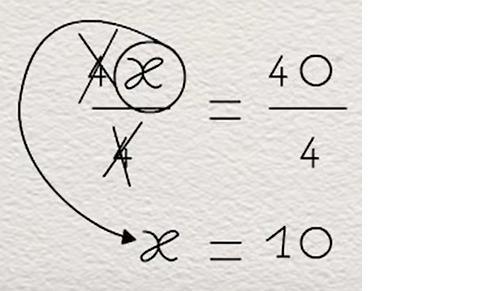 4x/4 = 40/4
x = 10